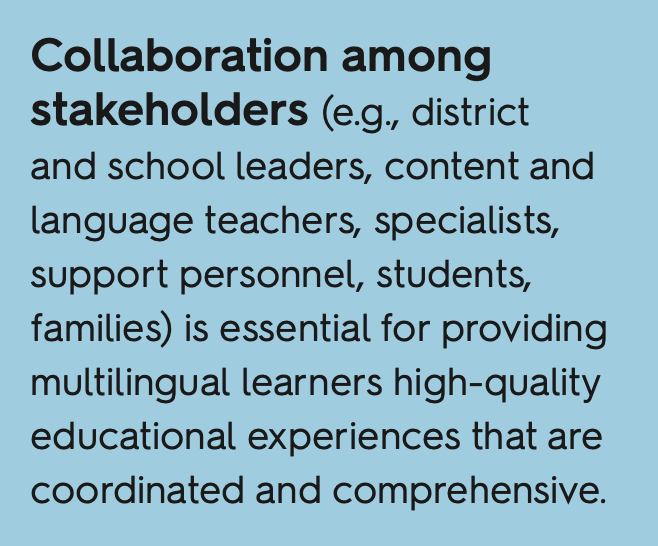 Collaboration among
stakeholders (e.g., district
and school leaders, content and
language teachers, specialists,
support personnel, students,
families) is essential for providing
multilingual learners high-quality
educational experiences that are
coordinated and comprehensive.